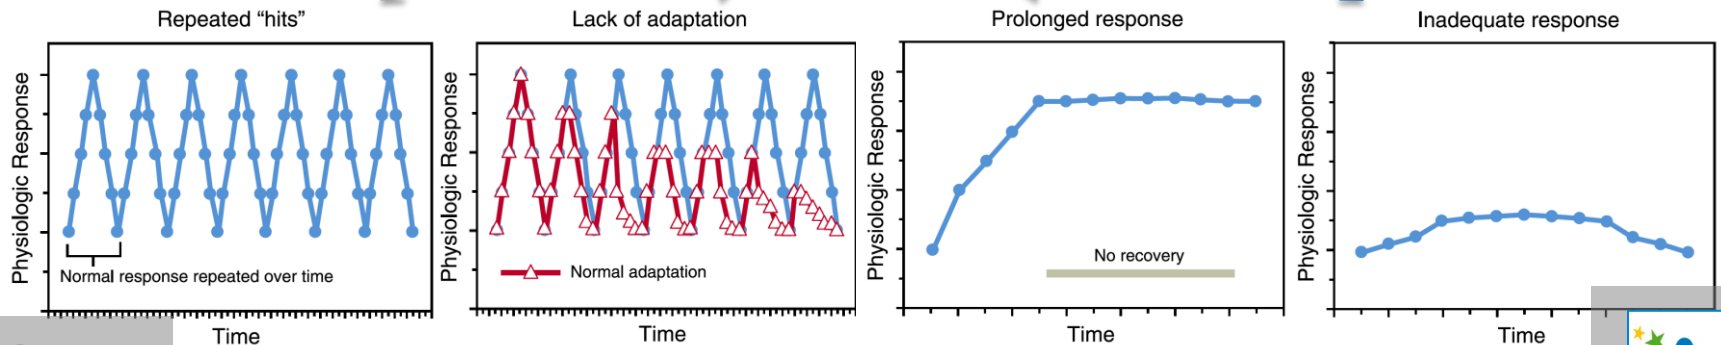 Repeated “hits”
Physiologic Response
Normal response repeated over time
Time
Lack of adaptation
Physiologic Response
Normal adaptation
Time
Prolonged response
Physiologic Response
No recovery
Time
Inadequate response
Physiologic Response
Time